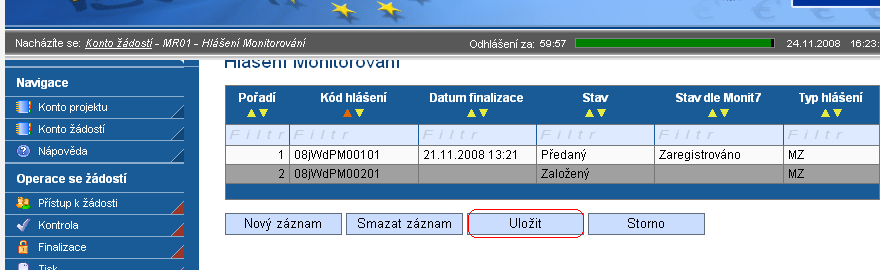 Nacházíte se: Konto žádostí - MR01 - Hlášení Monitorování Odhlášení za: 59:57 24.11.2008 16:23:
Hlášení Monitorování
Navigace
Konto projektu
Konto žádostí
Nápověda
Operace se žádostí
Přístup k žádosti
Kontrola
Finalizace
Tisk
Pořadí Kód hlášení Datum finalizace Stav Stav dle Monit7 Typ hlášení
Filtr Filtr Filtr Filtr Filtr Filtr
1 08jWdPM00101 21.11.2008 13:21 Předaný Zaregistrováno MZ
2 08jWdPM00201 Založený MZ
Nový záznam Smazat záznam Uložit Storno